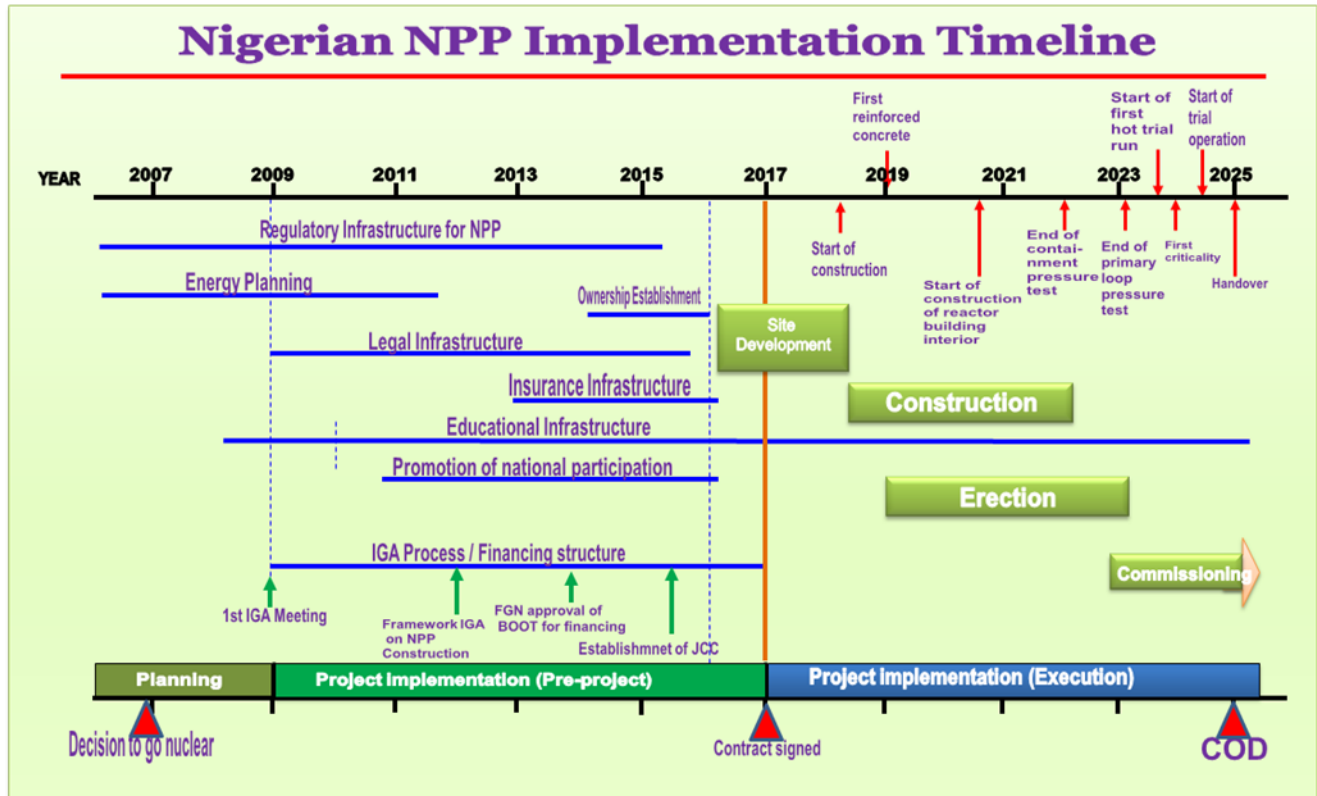 Nigerian NPP Implementation Timeline
First
reinforced
concrete
Start of
first
hot trial
run
Start of
trial
operation
YEAR
2007
2009
2011
2013
2015
2017
2019
2021
2023
2025
Regulatory Infrastructure for NPP
Start of
construction
End of
contai-
nment
pressure
test
End of
primary
loop
pressure
test
First
criticality
Handover
Energy Planning
Start of
construction
of reactor
building
interior
Ownership Establishment
Site
Development
Legal Infrastructure
Insurance Infrastructure
Construction
Educational Infrastructure
Promotion of national participation
Erection
IGA Process / Financing structure
Commissioning
1st IGA Meeting
Framework IGA
on NPP
Construction
FGN approval of
BOOT for financing
Establishmnet of JCC
Planning
Project Implementation (Pre-project)
Project Implementation (Execution)
Decision to go nuclear
Contract signed
COD